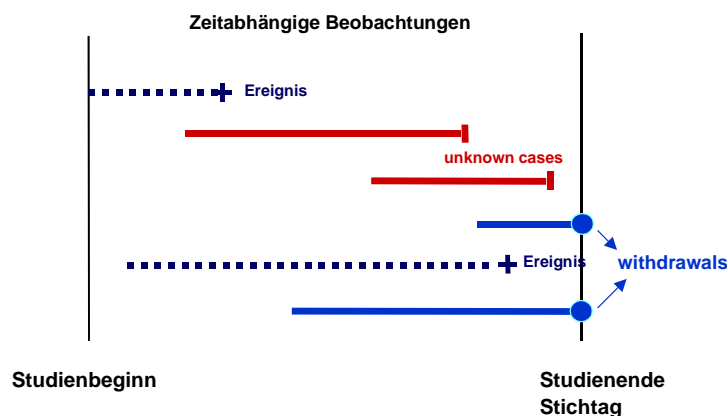 Zeitabhängige Beobachtungen
Ereignis
unknown cases
Ereignis
withdrawals
Studienbeginn
Studienende
Stichtag